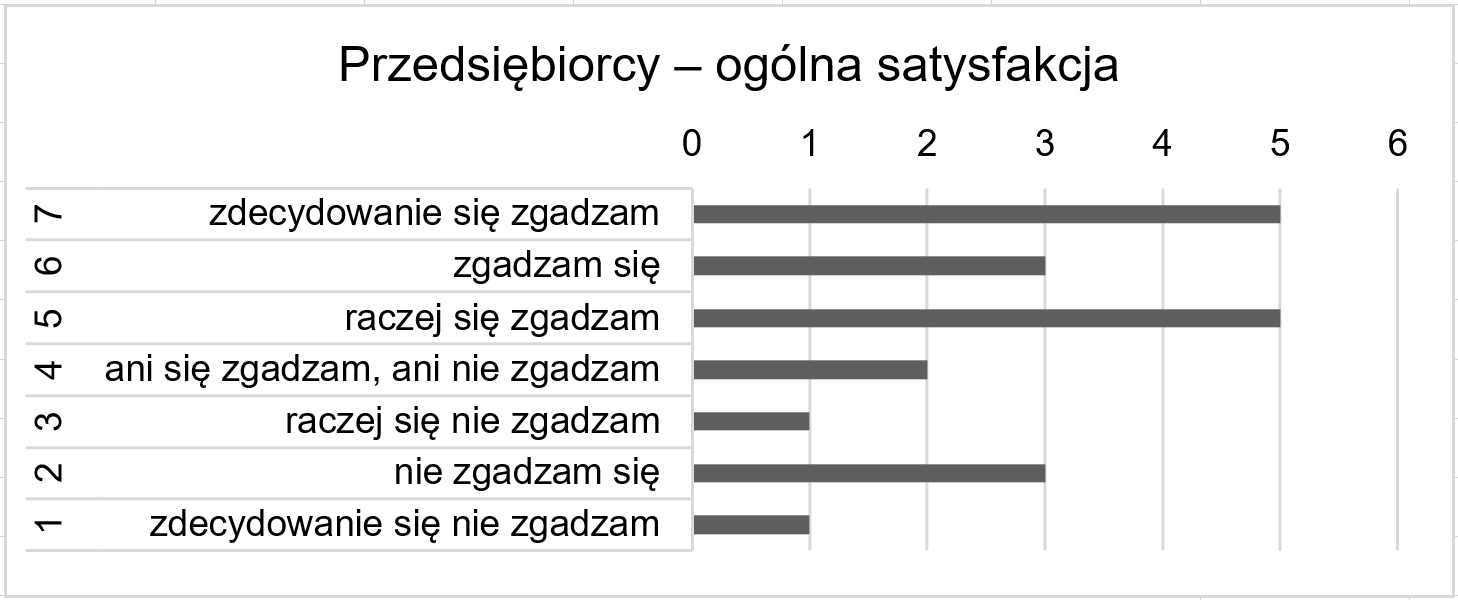 Przedsiębiorcy – ogólna satysfakcja
0 1 2 3 4 5 6
7 zdecydowanie się zgadzam
6 zgadzam się
5 raczej się zgadzam
4 ani się zgadzam, ani nie zgadzam
3 raczej się nie zgadzam
2 nie zgadzam się
1 zdecydowanie się nie zgadzam